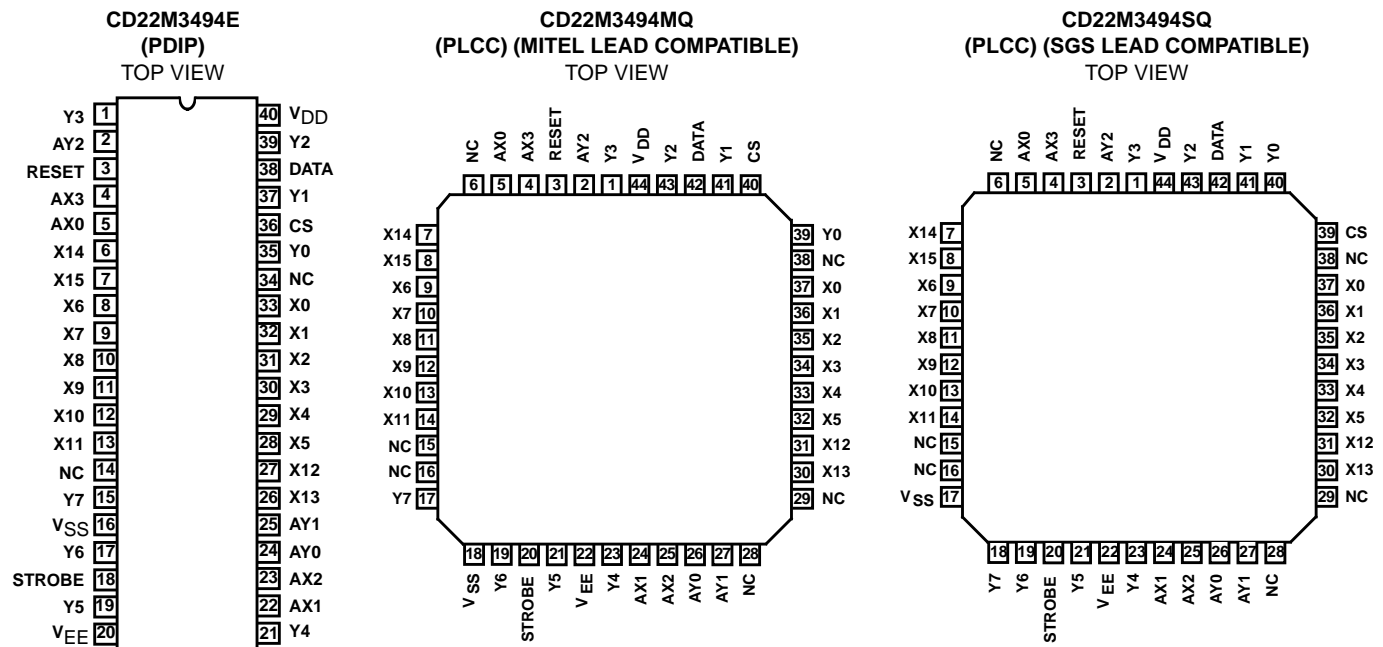 CD22M3494E
(PDIP)
TOP VIEW
Y3 1 40 VDD
AY2 2 39 Y2
RESET 3 38 DATA
AX3 4 37 Y1
AX0 5 36 CS
X14 6 35 Y0
X15 7 34 NC
X6 8 33 X0
X7 9 32 X1
X8 10 31 X2
X9 11 30 X3
X10 12 29 X4
X11 13 28 X5
NC 14 27 X12
Y7 15 26 X13
VSS 16 25 AY1
Y6 17 24 AY0
STROBE 18 23 AX2
Y5 19 22 AX1
VEE 20 21 Y4
CD22M3494MQ
(PLCC) (MITEL LEAD COMPATIBLE)
TOP VIEW
NC AX0 AX3 RESET AY2 Y3 VDD Y2 DATA Y1 CS
6 5 4 3 2 1 44 43 42 41 40
X14 7 39 Y0
X15 8 38 NC
X6 9 37 X0
X7 10 36 X1
X8 11 35 X2
X9 12 34 X3
X10 13 33 X4
X11 14 32 X5
NC 15 31 X12
NC 16 30 X13
Y7 17 29 NC
18 19 20 21 22 23 24 25 26 27 28
VSS Y6 STROBE Y5 VEE Y4 AX1 AX2 AY0 AY1 NC
CD22M3494SQ
(PLCC) (SGS LEAD COMPATIBLE)
TOP VIEW
NC AX0 AX3 RESET AY2 Y3 VDD Y2 DATA Y1 Y0
6 5 4 3 2 1 44 43 42 41 40
X14 7 39 CS
X15 8 38 NC
X6 9 37 X0
X7 10 36 X1
X8 11 35 X2
X9 12 34 X3
X10 13 33 X4
X11 14 32 X5
NC 15 31 X12
NC 16 30 X13
VSS 17 29 NC
18 19 20 21 22 23 24 25 26 27 28
Y7 Y6 STROBE Y5 VEE Y4 AX1 AX2 AY0 AY1 NC